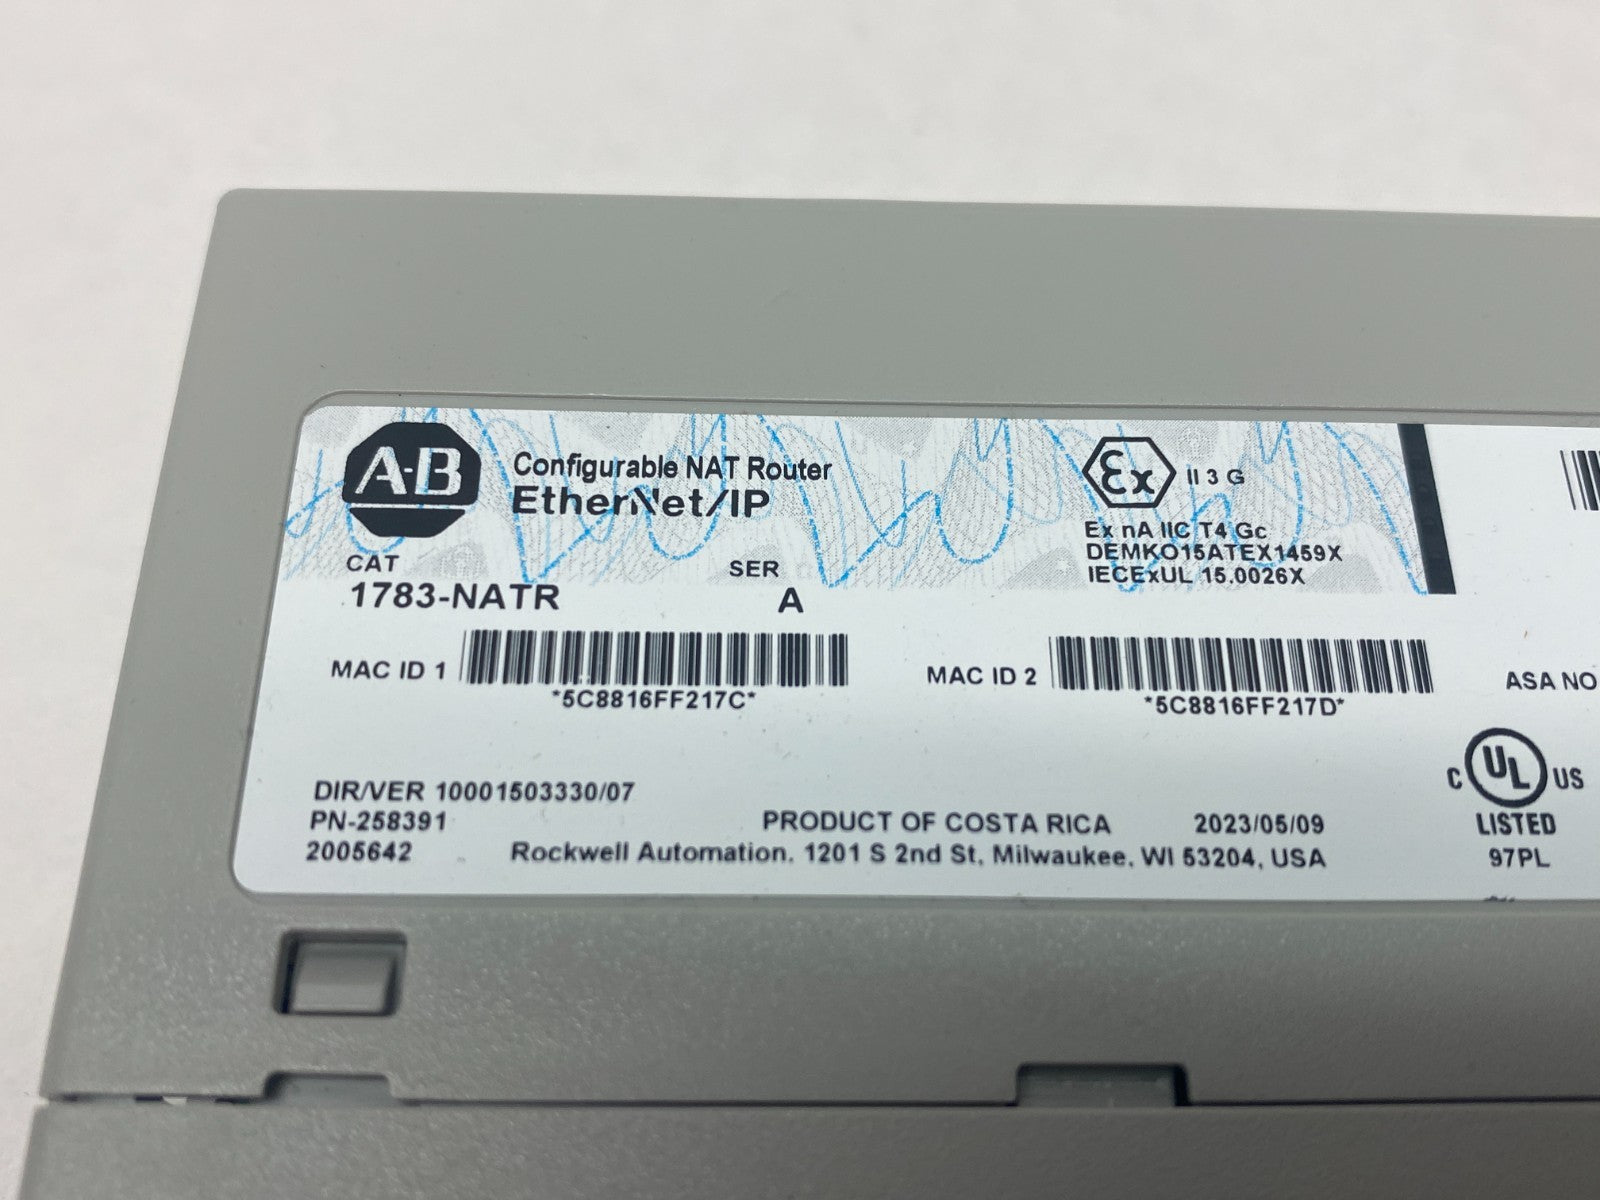 A-B Configurable NAT Router
EtherNet/IP
Ex II 3 G
Ex nA IIC T4 Gc
DEMKO15ATEX1459X
IECExUL 15.0026X
CAT SER
1783-NATR A
MAC ID 1 *5C8816FF217C*
MAC ID 2 *5C8816FF217D*
ASA NO
DIR/VER 10001503330/07
PN-258391 PRODUCT OF COSTA RICA 2023/05/09
2005642 Rockwell Automation. 1201 S 2nd St, Milwaukee, WI 53204, USA
C UL US
LISTED
97PL